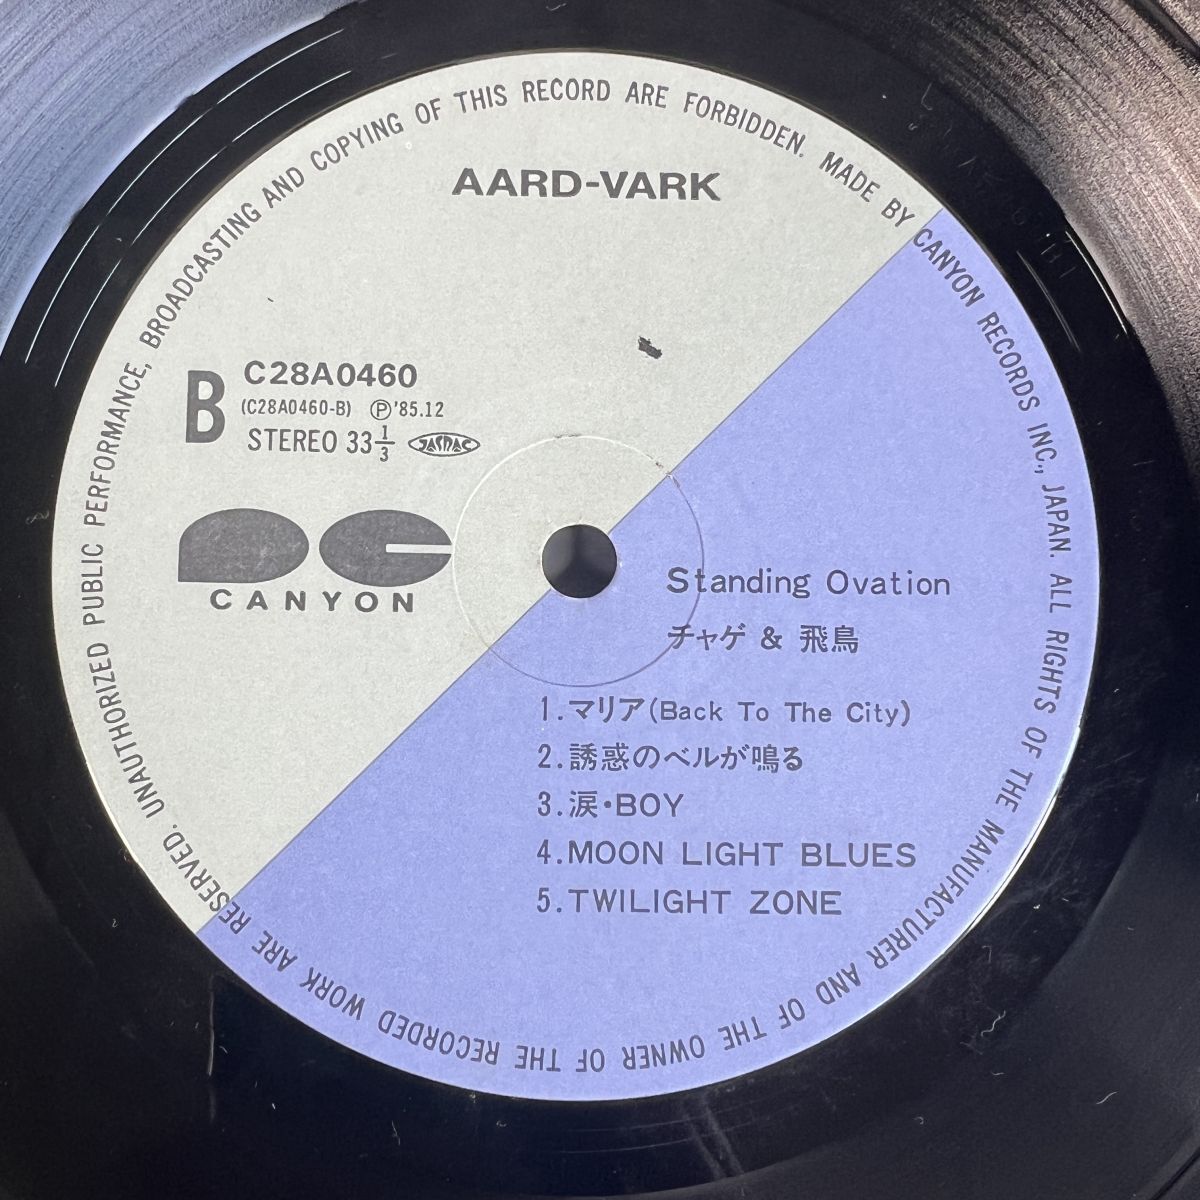 UNAUTHORIZED PUBLIC PERFORMANCE, BROADCASTING AND COPYING OF THIS RECORD ARE FORBIDDEN. MADE BY CANYON RECORDS INC., JAPAN. ALL RIGHTS OF THE MANUFACTURER AND OF THE OWNER OF THE RECORDED WORK ARE RESERVED.
AARD-VARK
B
C28A0460
(C28A0460-B) Ⓟ'85.12
STEREO 33 1/3 JASRAC
PC
CANYON
Standing Ovation
チャゲ & 飛鳥
1.マリア(Back To The City)
2.誘惑のベルが鳴る
3.涙・BOY
4.MOON LIGHT BLUES
5.TWILIGHT ZONE